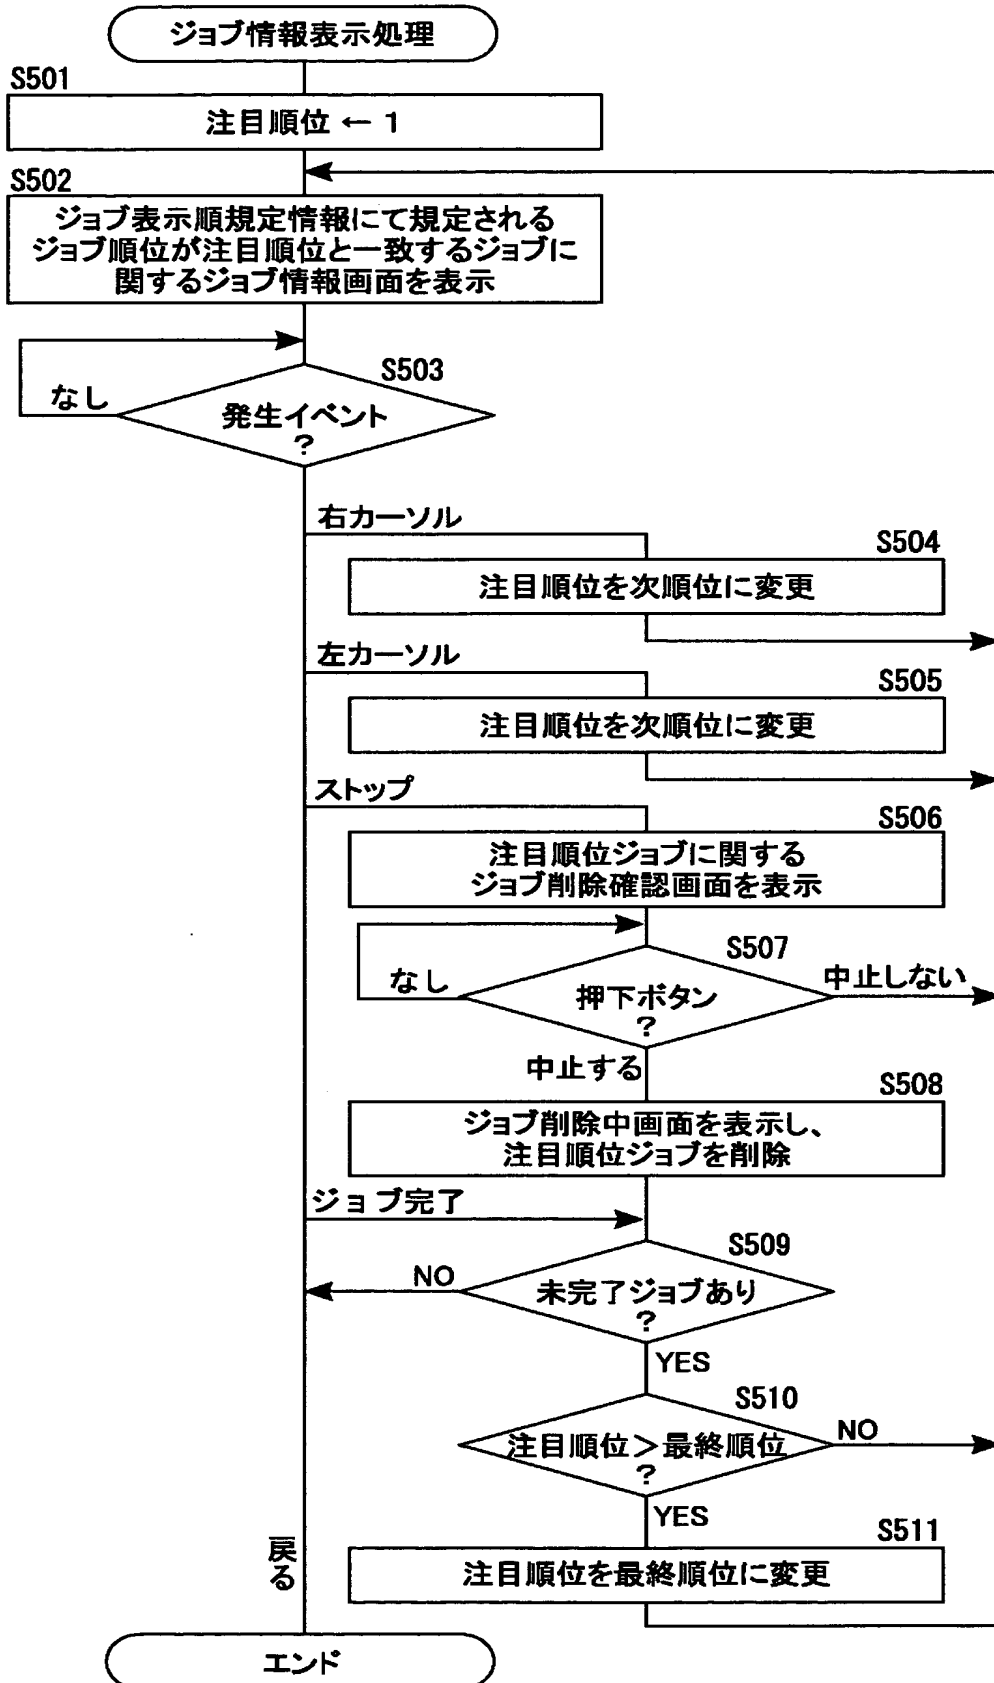 ジョブ情報表示処理
S501
注目順位 ← 1
S502
ジョブ表示順規定情報にて規定される
ジョブ順位が注目順位と一致するジョブに
関するジョブ情報画面を表示
S503
なし
発生イベント
?
右カーソル
S504
注目順位を次順位に変更
左カーソル
S505
注目順位を次順位に変更
ストップ
S506
注目順位ジョブに関する
ジョブ削除確認画面を表示
S507
なし
押下ボタン
?
中止しない
中止する
S508
ジョブ削除中画面を表示し、
注目順位ジョブを削除
ジョブ完了
S509
NO
未完了ジョブあり
?
YES
S510
注目順位＞最終順位
?
NO
YES
S511
注目順位を最終順位に変更
戻る
エンド